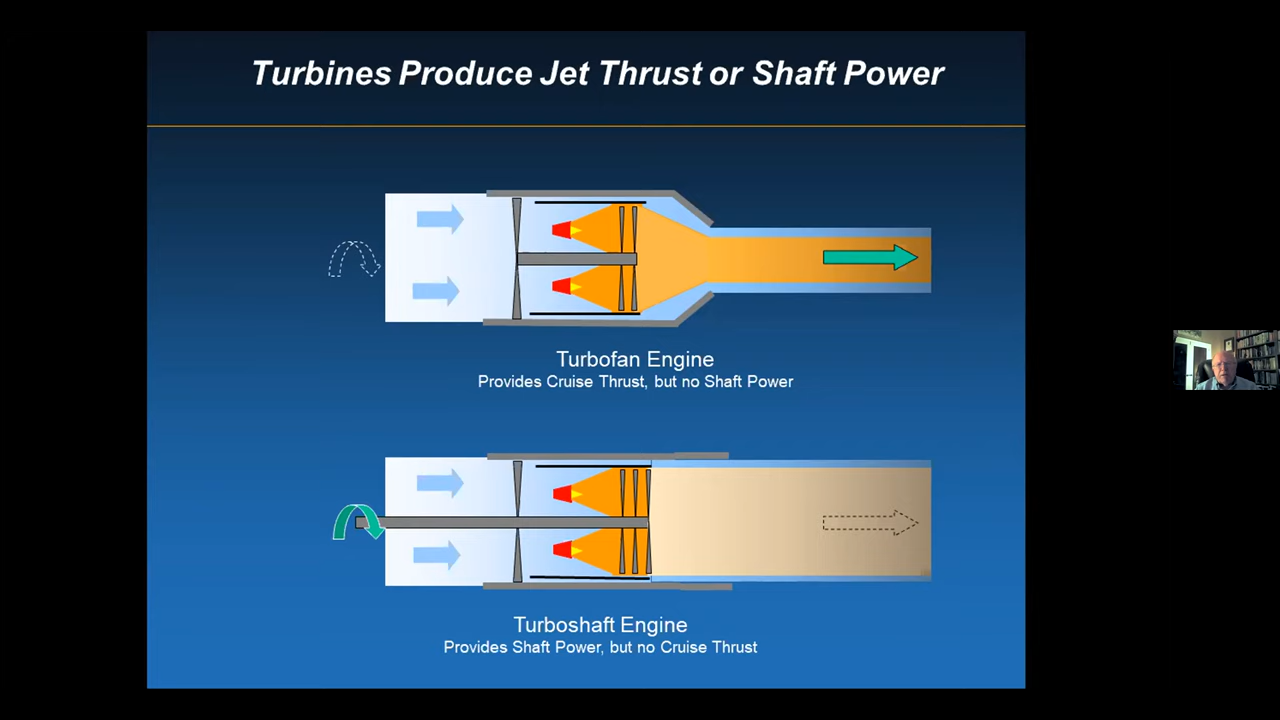 Turbines Produce Jet Thrust or Shaft Power
Turbofan Engine
Provides Cruise Thrust, but no Shaft Power
Turboshaft Engine
Provides Shaft Power, but no Cruise Thrust